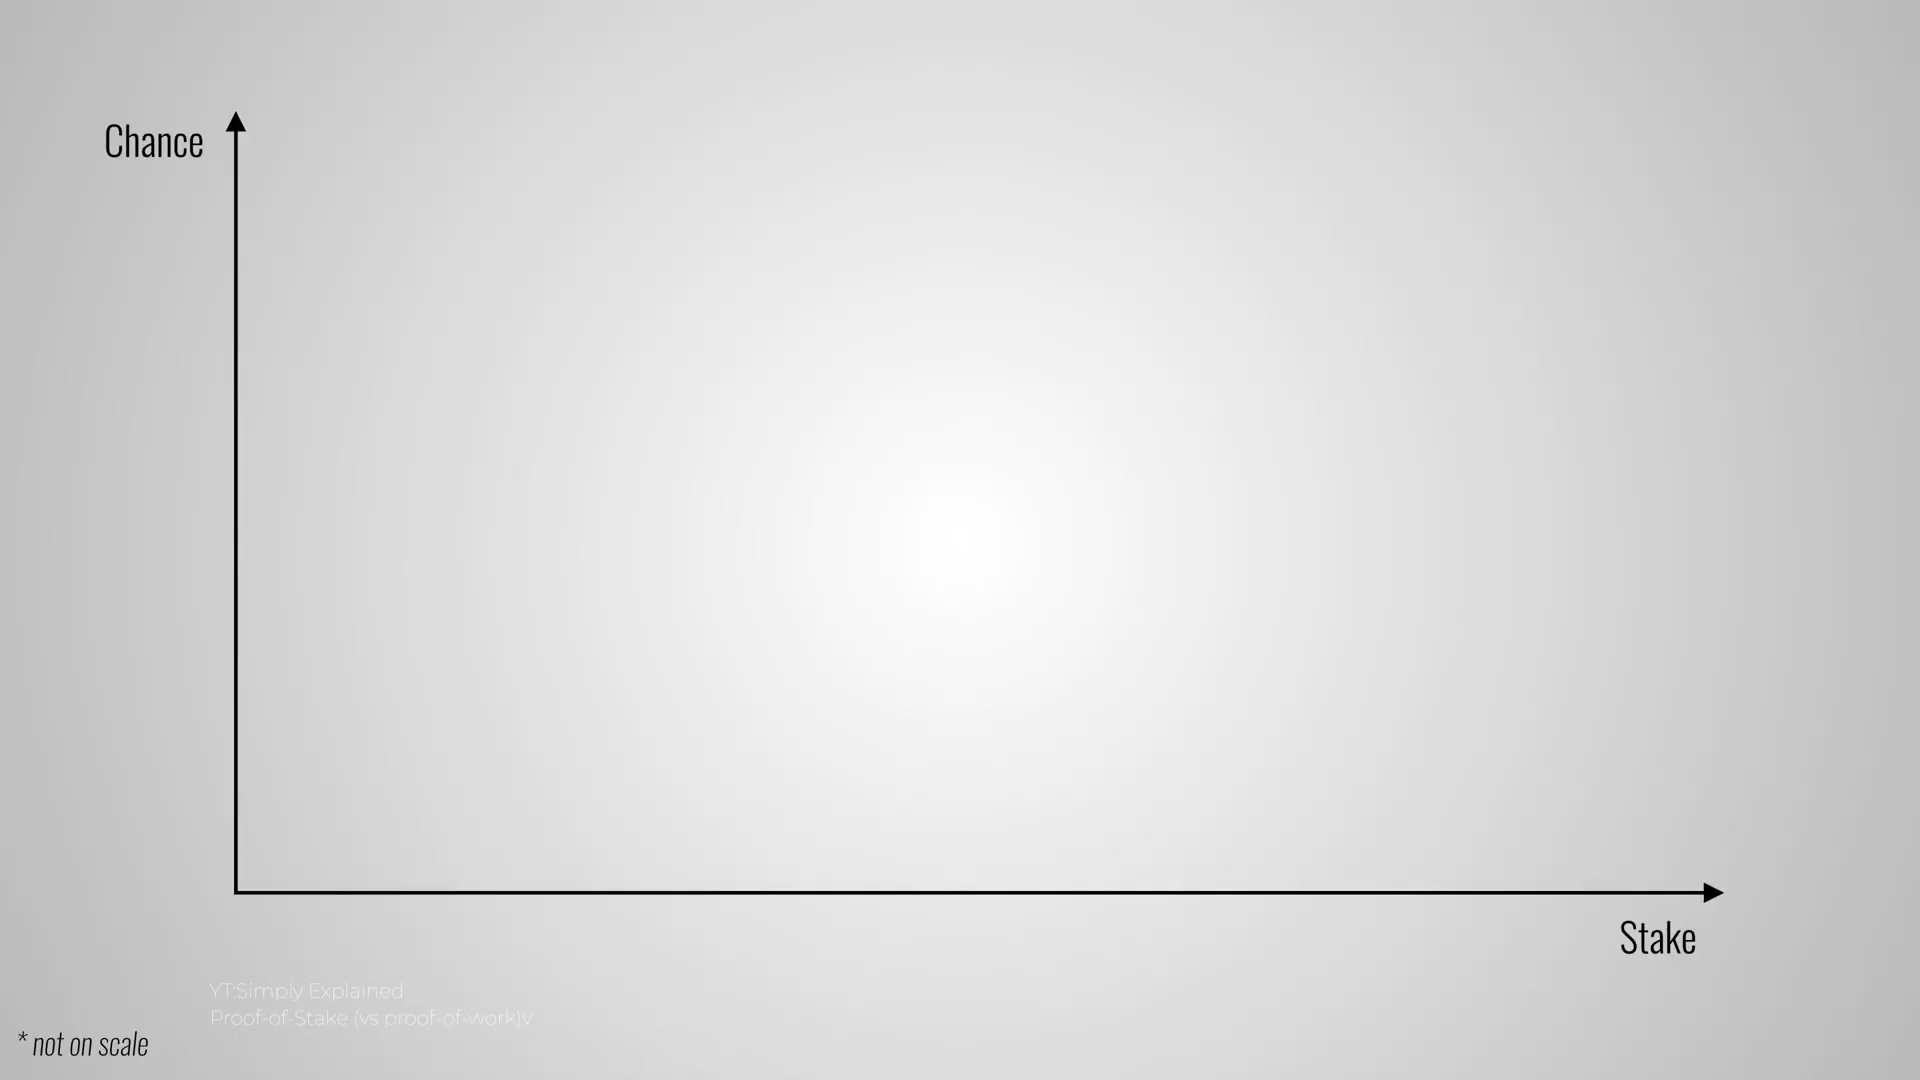 Chance
Stake
YT:Simply Explained
Proof-of-Stake (vs proof-of-work)v
* not on scale